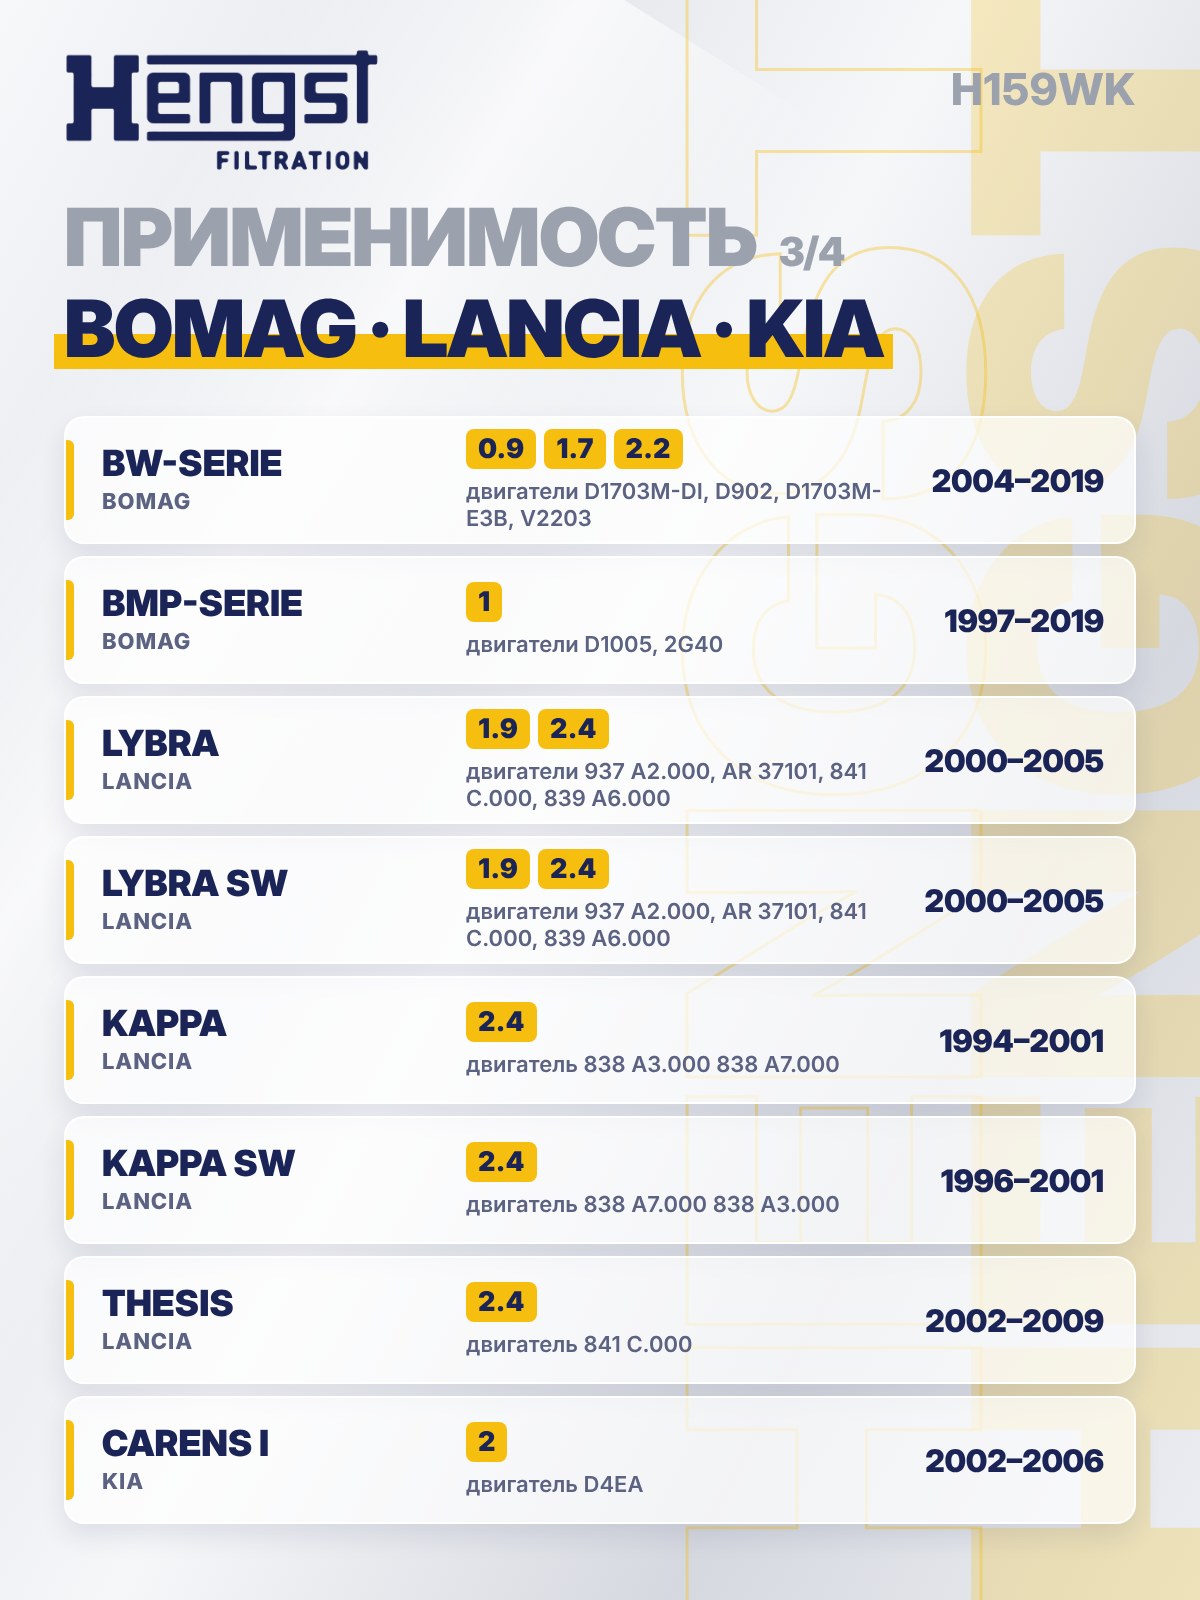 Hengst
FILTRATION
H159WK
ПРИМЕНИМОСТЬ 3/4
BOMAG · LANCIA · KIA
BW-SERIE
BOMAG
0.9 1.7 2.2
двигатели D1703M-DI, D902, D1703M-
E3B, V2203
2004–2019
BMP-SERIE
BOMAG
1
двигатели D1005, 2G40
1997–2019
LYBRA
LANCIA
1.9 2.4
двигатели 937 A2.000, AR 37101, 841
C.000, 839 A6.000
2000–2005
LYBRA SW
LANCIA
1.9 2.4
двигатели 937 A2.000, AR 37101, 841
C.000, 839 A6.000
2000–2005
KAPPA
LANCIA
2.4
двигатель 838 A3.000 838 A7.000
1994–2001
KAPPA SW
LANCIA
2.4
двигатель 838 A7.000 838 A3.000
1996–2001
THESIS
LANCIA
2.4
двигатель 841 C.000
2002–2009
CARENS I
KIA
2
двигатель D4EA
2002–2006
HENGST
HENGST